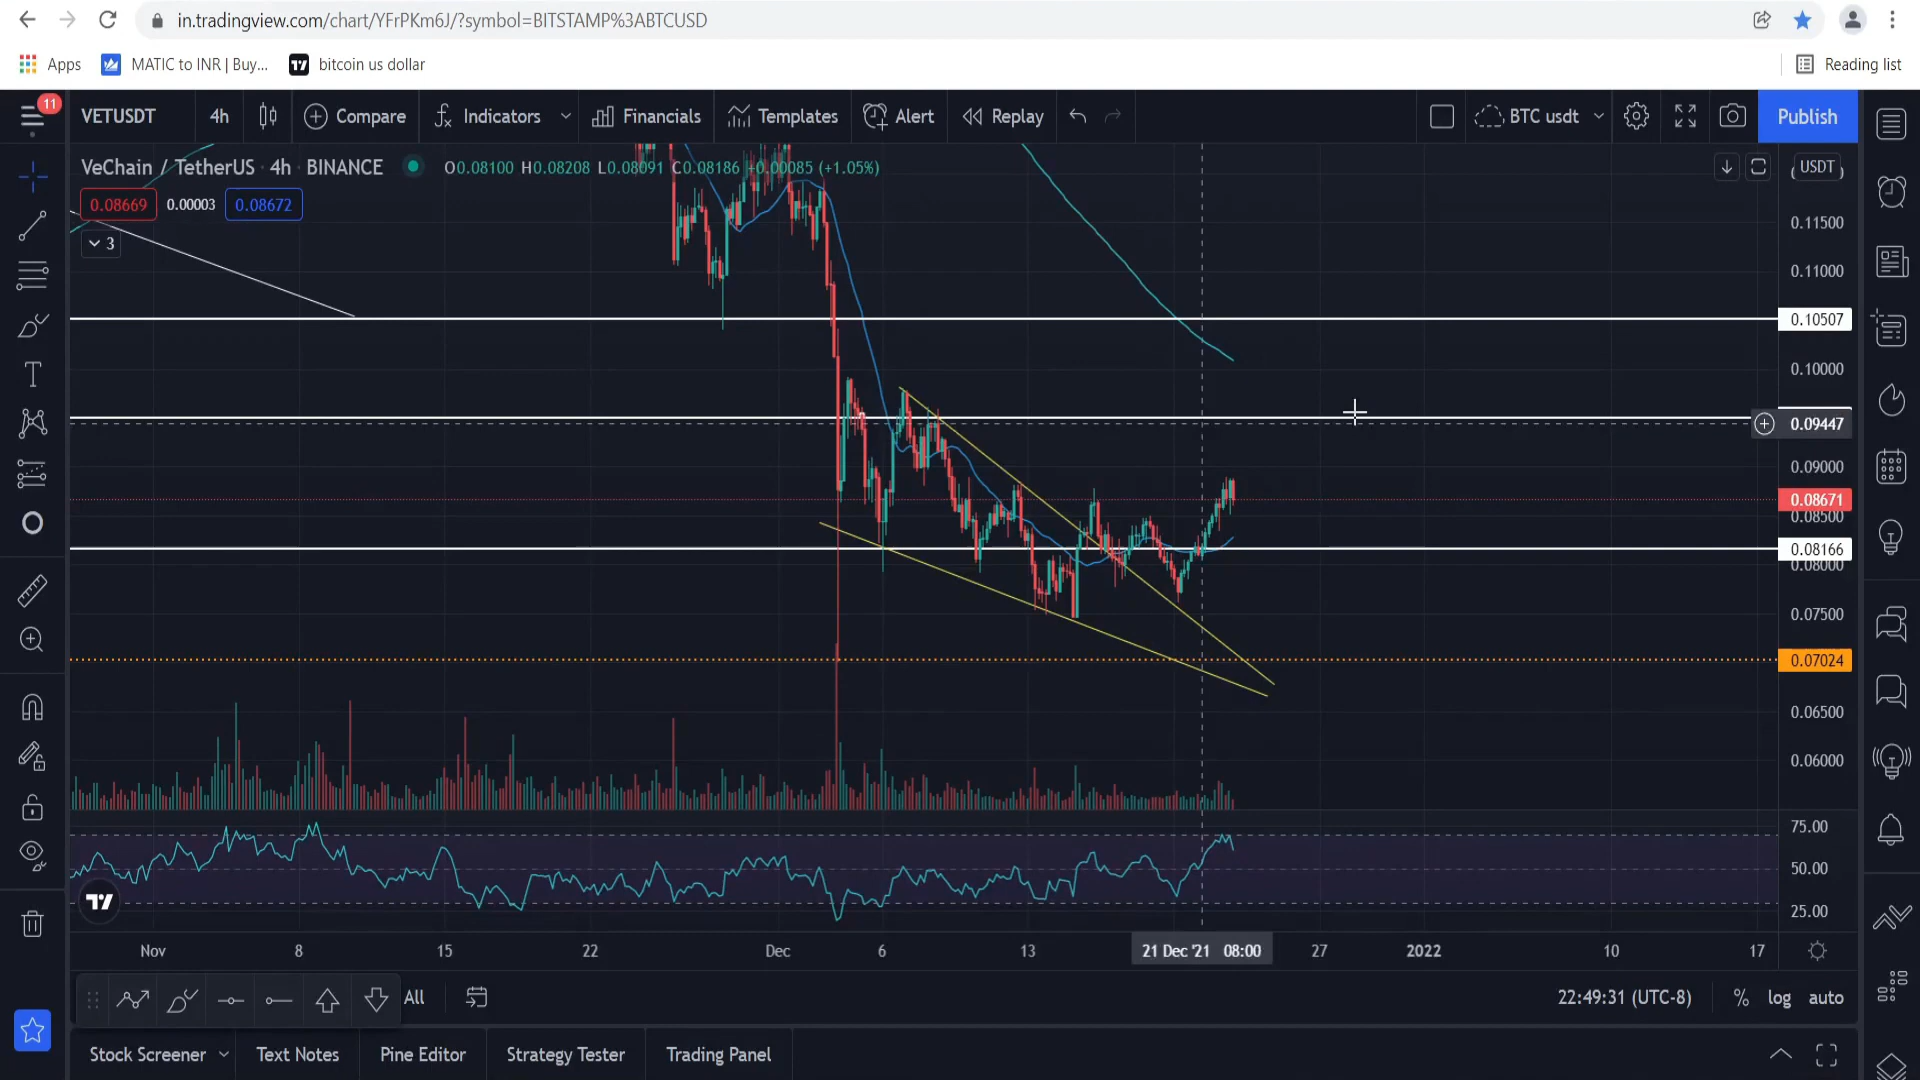 in.tradingview.com/chart/YFrPKm6J/?symbol=BITSTAMP%3ABTCUSD
Apps MATIC to INR | Buy... bitcoin us dollar Reading list
11
VETUSDT 4h Compare Indicators Financials Templates Alert Replay BTC usdt Publish
VeChain / TetherUS · 4h · BINANCE O0.08100 H0.08208 L0.08091 C0.08186 +0.00085 (+1.05%)
USDT
0.08669 0.00003 0.08672
3
0.11500
0.11000
0.10507
0.10000
0.09447
0.09000
0.08671
0.08500
0.08166
0.08000
0.07500
0.07024
0.06500
0.06000
75.00
50.00
25.00
Nov 8 15 22 Dec 6 13 21 Dec '21 08:00 27 2022 10 17
All 22:49:31 (UTC-8) % log auto
Stock Screener Text Notes Pine Editor Strategy Tester Trading Panel